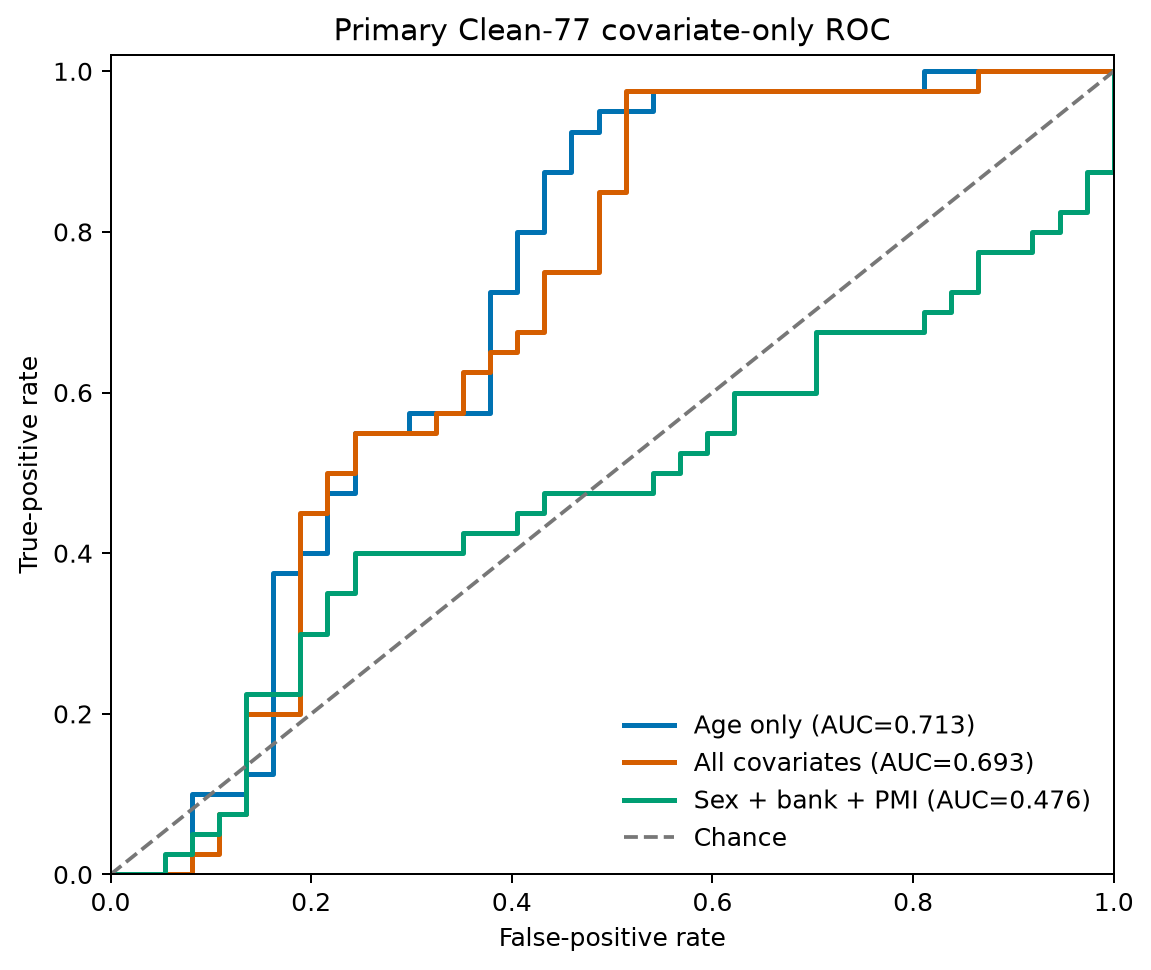 Primary Clean-77 covariate-only ROC
True-positive rate
1.0
0.8
0.6
0.4
0.2
0.0
Age only (AUC=0.713)
All covariates (AUC=0.693)
Sex + bank + PMI (AUC=0.476)
Chance
0.0 0.2 0.4 0.6 0.8 1.0
False-positive rate